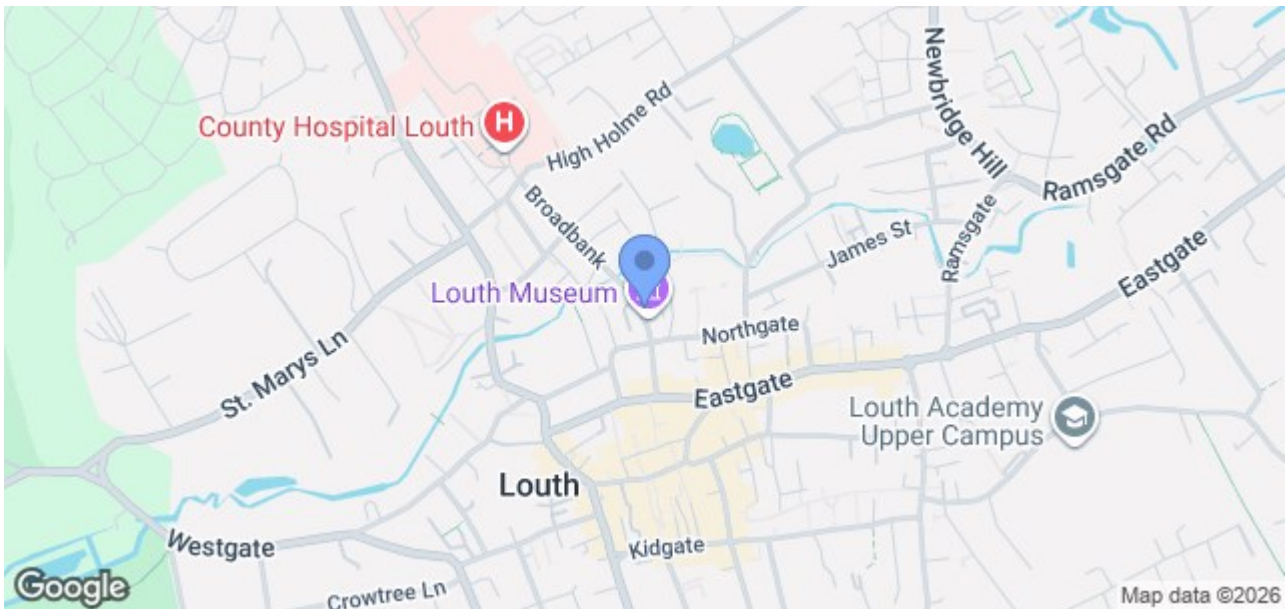 Newbridge Hill
County Hospital Louth
H
High Holme Rd
Ramsgate Rd
Broadbank
Ramsgate
James St
Eastgate
Louth Museum
Northgate
St. Marys Ln
Eastgate
Louth Academy
Upper Campus
Louth
Westgate
Kidgate
Crowtree Ln
Google
Map data ©2026